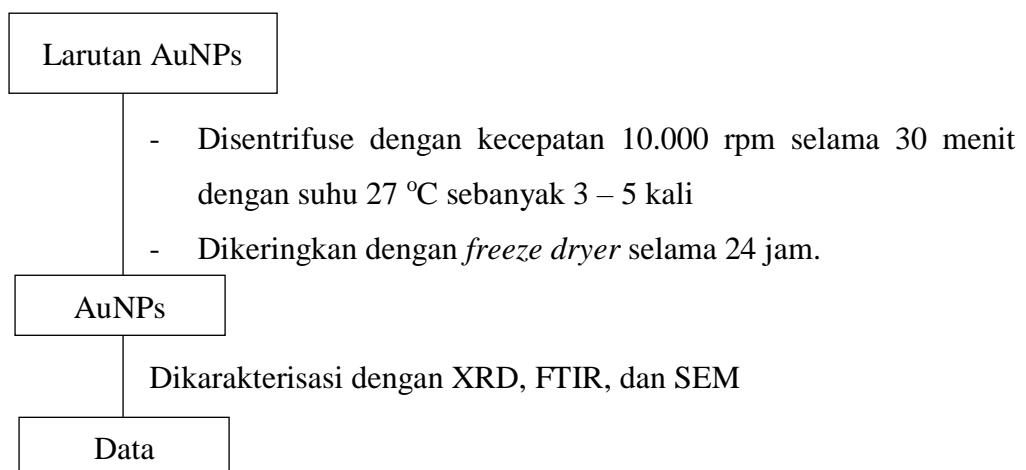 Larutan AuNPs
- Disentrifuse dengan kecepatan 10.000 rpm selama 30 menit
dengan suhu 27 °C sebanyak 3 – 5 kali
- Dikeringkan dengan freeze dryer selama 24 jam.
AuNPs
Dikarakterisasi dengan XRD, FTIR, dan SEM
Data